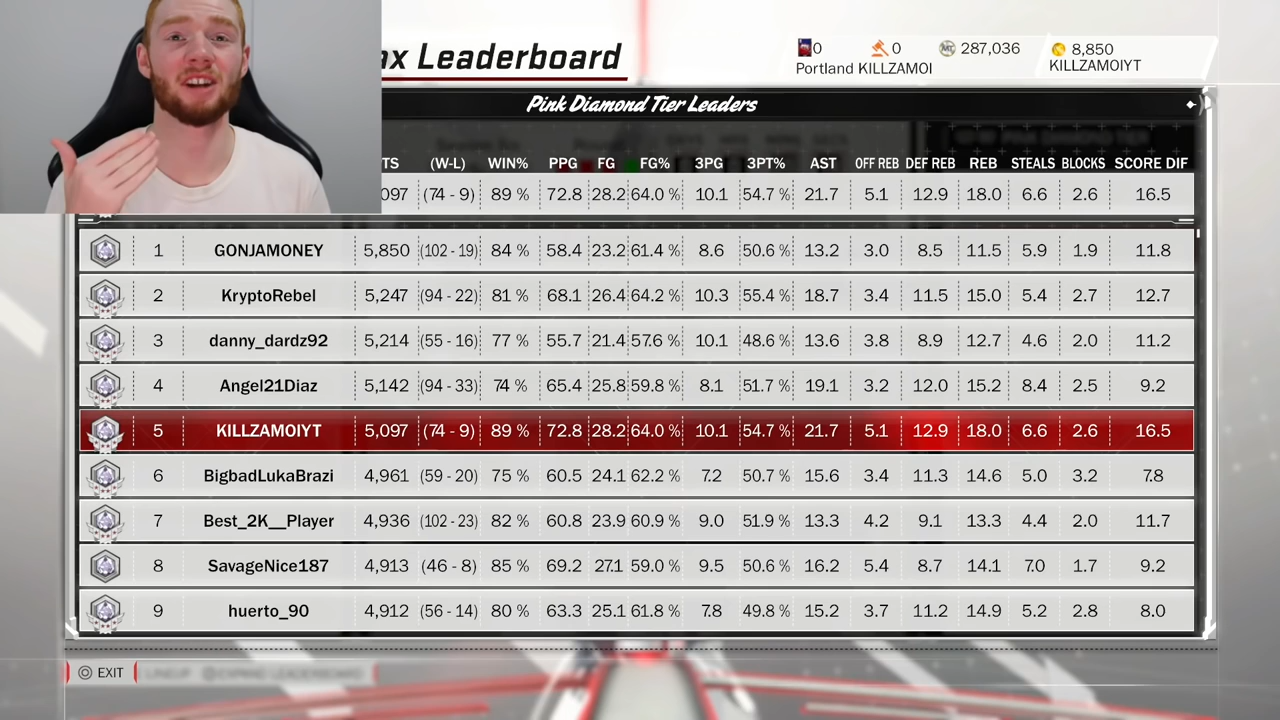 ax Leaderboard
0 0 287,036 8,850
Portland KILLZAMOI KILLZAMOIYT
Pink Diamond Tier Leaders
TS (W-L) WIN% PPG FG FG% 3PG 3PT% AST OFF REB DEF REB REB STEALS BLOCKS SCORE DIF
097 (74 - 9) 89 % 72.8 28.2 64.0 % 10.1 54.7 % 21.7 5.1 12.9 18.0 6.6 2.6 16.5
1 GONJAMONEY 5,850 (102 - 19) 84 % 58.4 23.2 61.4 % 8.6 50.6 % 13.2 3.0 8.5 11.5 5.9 1.9 11.8
2 KryptoRebel 5,247 (94 - 22) 81 % 68.1 26.4 64.2 % 10.3 55.4 % 18.7 3.4 11.5 15.0 5.4 2.7 12.7
3 danny_dardz92 5,214 (55 - 16) 77 % 55.7 21.4 57.6 % 10.1 48.6 % 13.6 3.8 8.9 12.7 4.6 2.0 11.2
4 Angel21Diaz 5,142 (94 - 33) 74 % 65.4 25.8 59.8 % 8.1 51.7 % 19.1 3.2 12.0 15.2 8.4 2.5 9.2
5 KILLZAMOIYT 5,097 (74 - 9) 89 % 72.8 28.2 64.0 % 10.1 54.7 % 21.7 5.1 12.9 18.0 6.6 2.6 16.5
6 BigbadLukaBrazi 4,961 (59 - 20) 75 % 60.5 24.1 62.2 % 7.2 50.7 % 15.6 3.4 11.3 14.6 5.0 3.2 7.8
7 Best_2K__Player 4,936 (102 - 23) 82 % 60.8 23.9 60.9 % 9.0 51.9 % 13.3 4.2 9.1 13.3 4.4 2.0 11.7
8 SavageNice187 4,913 (46 - 8) 85 % 69.2 27.1 59.0 % 9.5 50.6 % 16.2 5.4 8.7 14.1 7.0 1.7 9.2
9 huerto_90 4,912 (56 - 14) 80 % 63.3 25.1 61.8 % 7.8 49.8 % 15.2 3.7 11.2 14.9 5.2 2.8 8.0
EXIT LINEUP EXPAND LEADERBOARD